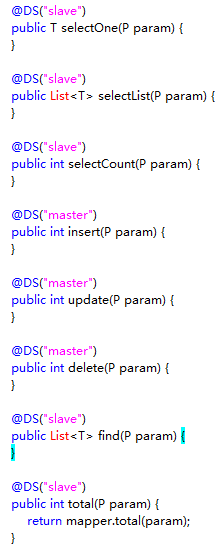 @DS("slave")
public T selectOne(P param) {
}
@DS("slave")
public List<T> selectList(P param) {
}
@DS("slave")
public int selectCount(P param) {
}
@DS("master")
public int insert(P param) {
}
@DS("master")
public int update(P param) {
}
@DS("master")
public int delete(P param) {
}
@DS("slave")
public List<T> find(P param) {
}
@DS("slave")
public int total(P param) {
    return mapper.total(param);
}